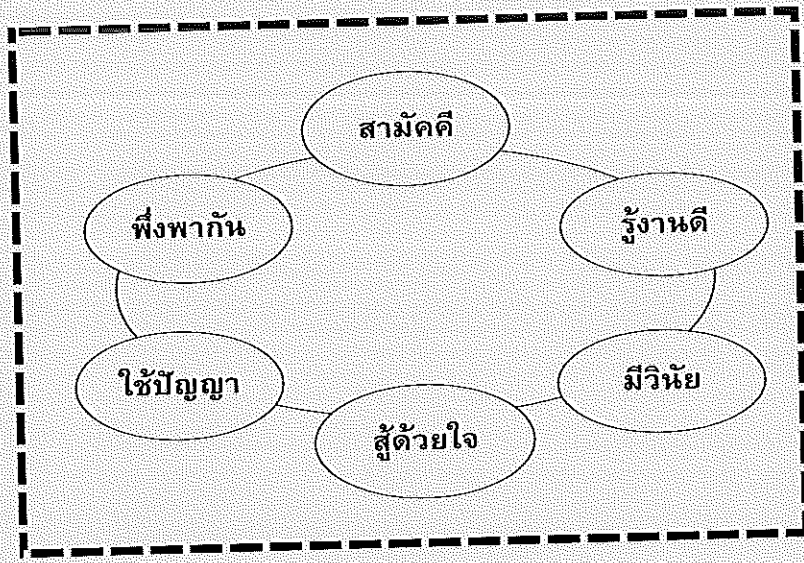 สามัคคี
รู้งานดี
มีวินัย
สู้ด้วยใจ
ใช้ปัญญา
พึ่งพากัน